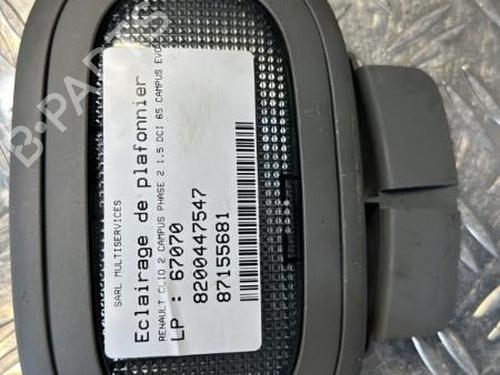 SARL MULTISERVICES
Eclairage de plafonnier
RENAULT CLIO 2 CAMPUS PHASE 2 1.5 DCI 65 CAMPUS EVO
LP : 67070
8200447547
87155681
B-PARTS